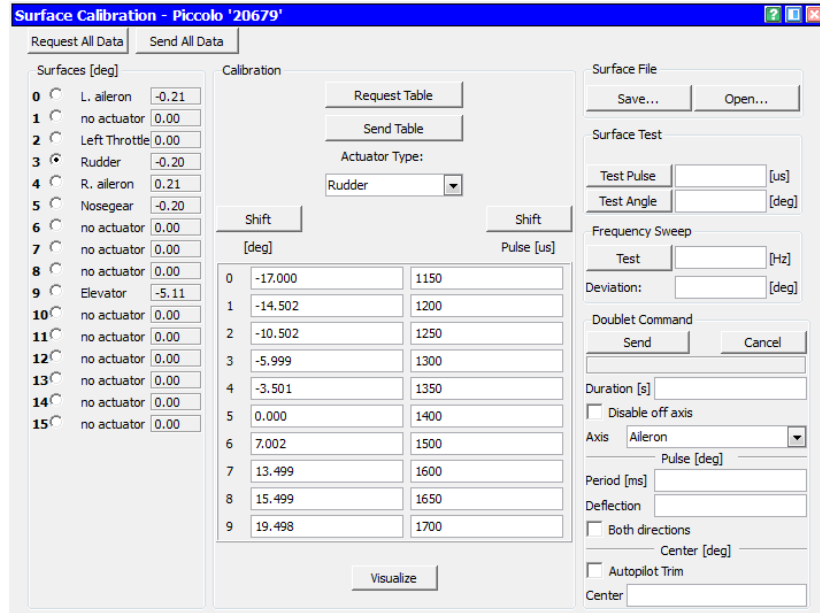 Surface Calibration - Piccolo '20679'
Request All Data Send All Data
Surfaces [deg]
0 L. aileron -0.21
1 no actuator 0.00
2 Left Throttle 0.00
3 Rudder -0.20
4 R. aileron 0.21
5 Nosegear -0.20
6 no actuator 0.00
7 no actuator 0.00
8 no actuator 0.00
9 Elevator -5.11
10 no actuator 0.00
11 no actuator 0.00
12 no actuator 0.00
13 no actuator 0.00
14 no actuator 0.00
15 no actuator 0.00
Calibration
Request Table
Send Table
Actuator Type:
Rudder
Shift Shift
[deg] Pulse [us]
0 -17.000 1150
1 -14.502 1200
2 -10.502 1250
3 -5.999 1300
4 -3.501 1350
5 0.000 1400
6 7.002 1500
7 13.499 1600
8 15.499 1650
9 19.498 1700
Visualize
Surface File
Save... Open...
Surface Test
Test Pulse [us]
Test Angle [deg]
Frequency Sweep
Test [Hz]
Deviation: [deg]
Doublet Command
Send Cancel
Duration [s]
Disable off axis
Axis Aileron
Pulse [deg]
Period [ms]
Deflection
Both directions
Center [deg]
Autopilot Trim
Center